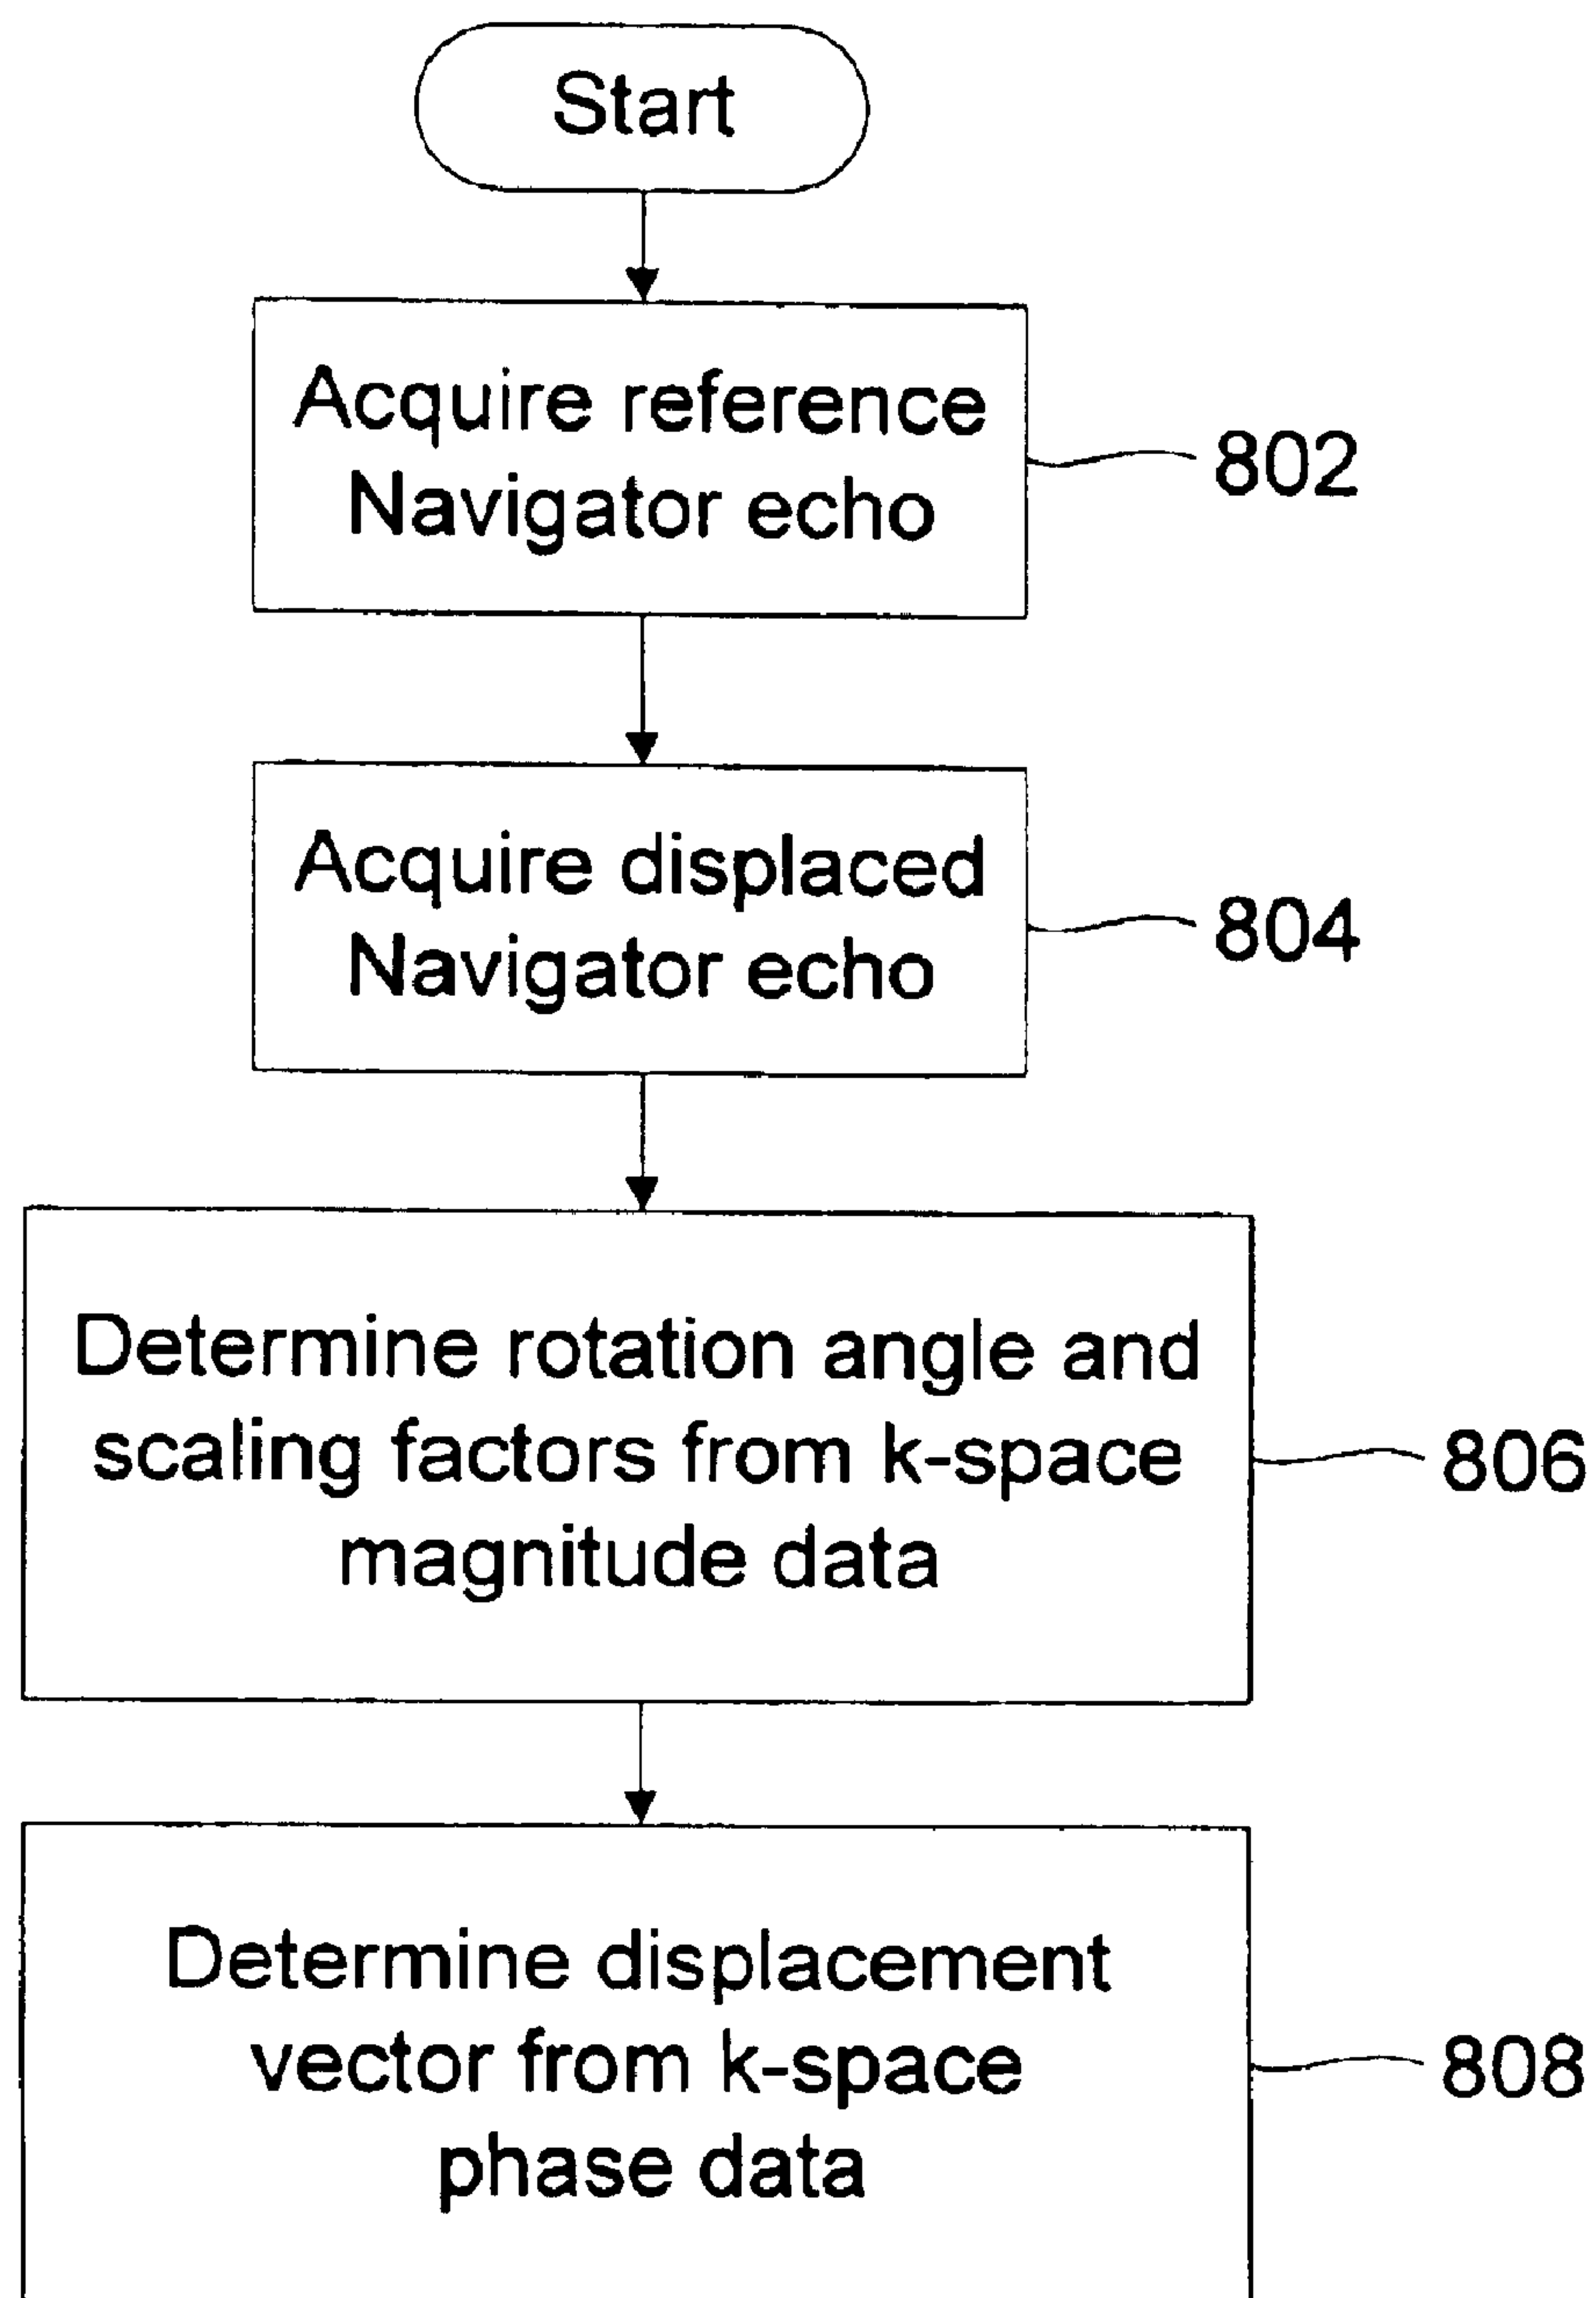 Start
Acquire reference
Navigator echo
802
Acquire displaced
Navigator echo
804
Determine rotation angle and
scaling factors from k-space
magnitude data
806
Determine displacement
vector from k-space
phase data
808